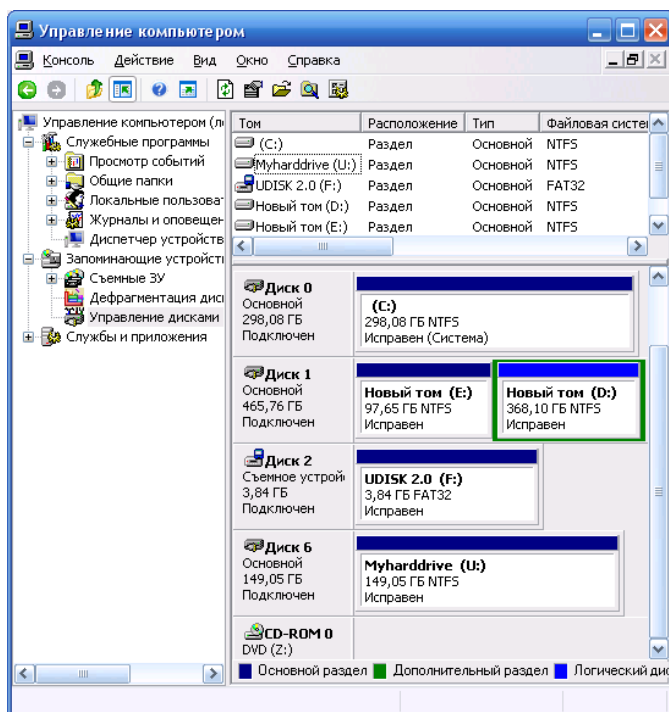 Управление компьютером
Консоль Действие Вид Окно Справка
Управление компьютером (л
Служебные программы
Просмотр событий
Общие папки
Локальные пользова
Журналы и оповещен
Диспетчер устройств
Запоминающие устройст
Съемные ЗУ
Дефрагментация дис
Управление дисками
Службы и приложения
Том Расположение Тип Файловая систе
(C:) Раздел Основной NTFS
Myharddrive (U:) Раздел Основной NTFS
UDISK 2.0 (F:) Раздел Основной FAT32
Новый том (D:) Раздел Основной NTFS
Новый том (E:) Раздел Основной NTFS
Диск 0
Основной
298,08 ГБ
Подключен
(C:)
298,08 ГБ NTFS
Исправен (Система)
Диск 1
Основной
465,76 ГБ
Подключен
Новый том (E:)
97,65 ГБ NTFS
Исправен
Новый том (D:)
368,10 ГБ NTFS
Исправен
Диск 2
Съемное устрой
3,84 ГБ
Подключен
UDISK 2.0 (F:)
3,84 ГБ FAT32
Исправен
Диск 6
Основной
149,05 ГБ
Подключен
Myharddrive (U:)
149,05 ГБ NTFS
Исправен
CD-ROM 0
DVD (Z:)
Основной раздел Дополнительный раздел Логический дис